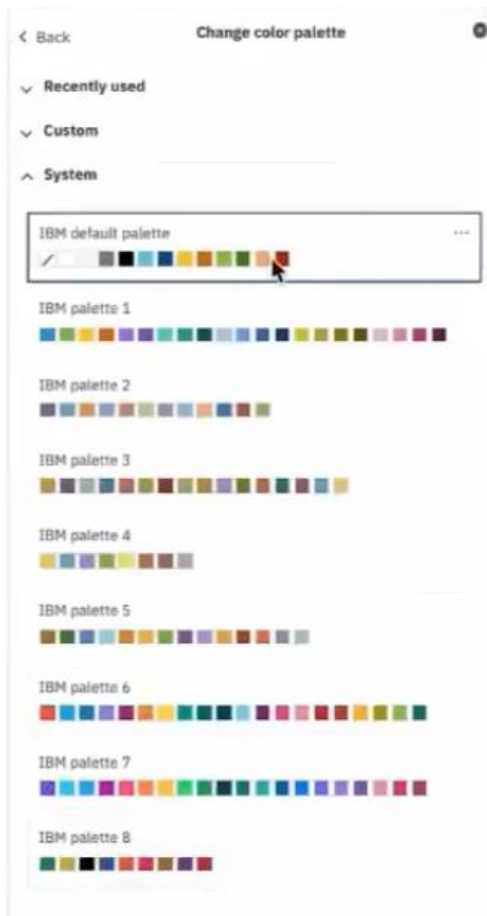 Back
Change color palette
Recently used
Custom
System
IBM default palette
IBM palette 1
IBM palette 2
IBM palette 3
IBM palette 4
IBM palette 5
IBM palette 6
IBM palette 7
IBM palette 8